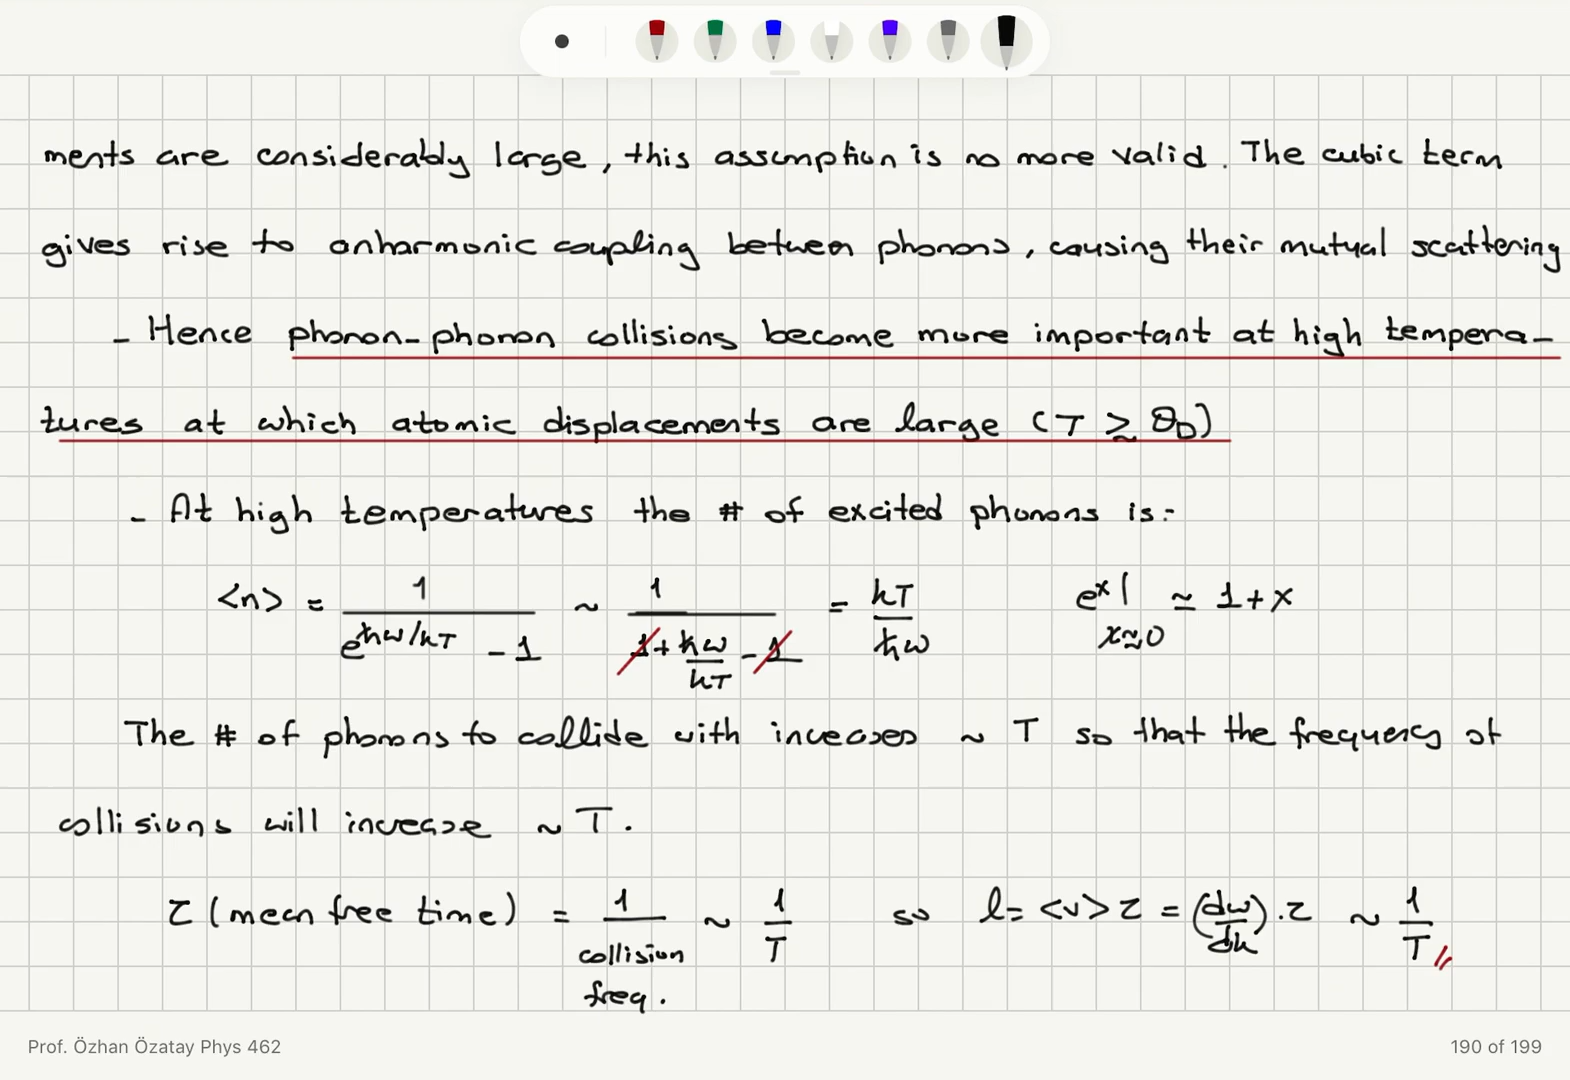 ments are considerably large, this assumption is no more valid. The cubic term
gives rise to anharmonic coupling between phonons, causing their mutual scattering
- Hence phonon-phonon collisions become more important at high tempera-
tures at which atomic displacements are large (T ≳ θ_D)
- At high temperatures the # of excited phonons is:-
<n> = 1/(e^{ħω/kT} - 1) ~ 1/(1 + ħω/kT - 1) = kT/ħω     e^x|_{x≈0} ≃ 1+x
The # of phonons to collide with increases ~ T so that the frequency of
collisions will increase ~ T.
τ (mean free time) = 1/collision freq. ~ 1/T   so   l = <v> τ = (dω/dk).τ ~ 1/T //
Prof. Özhan Özatay Phys 462
190 of 199